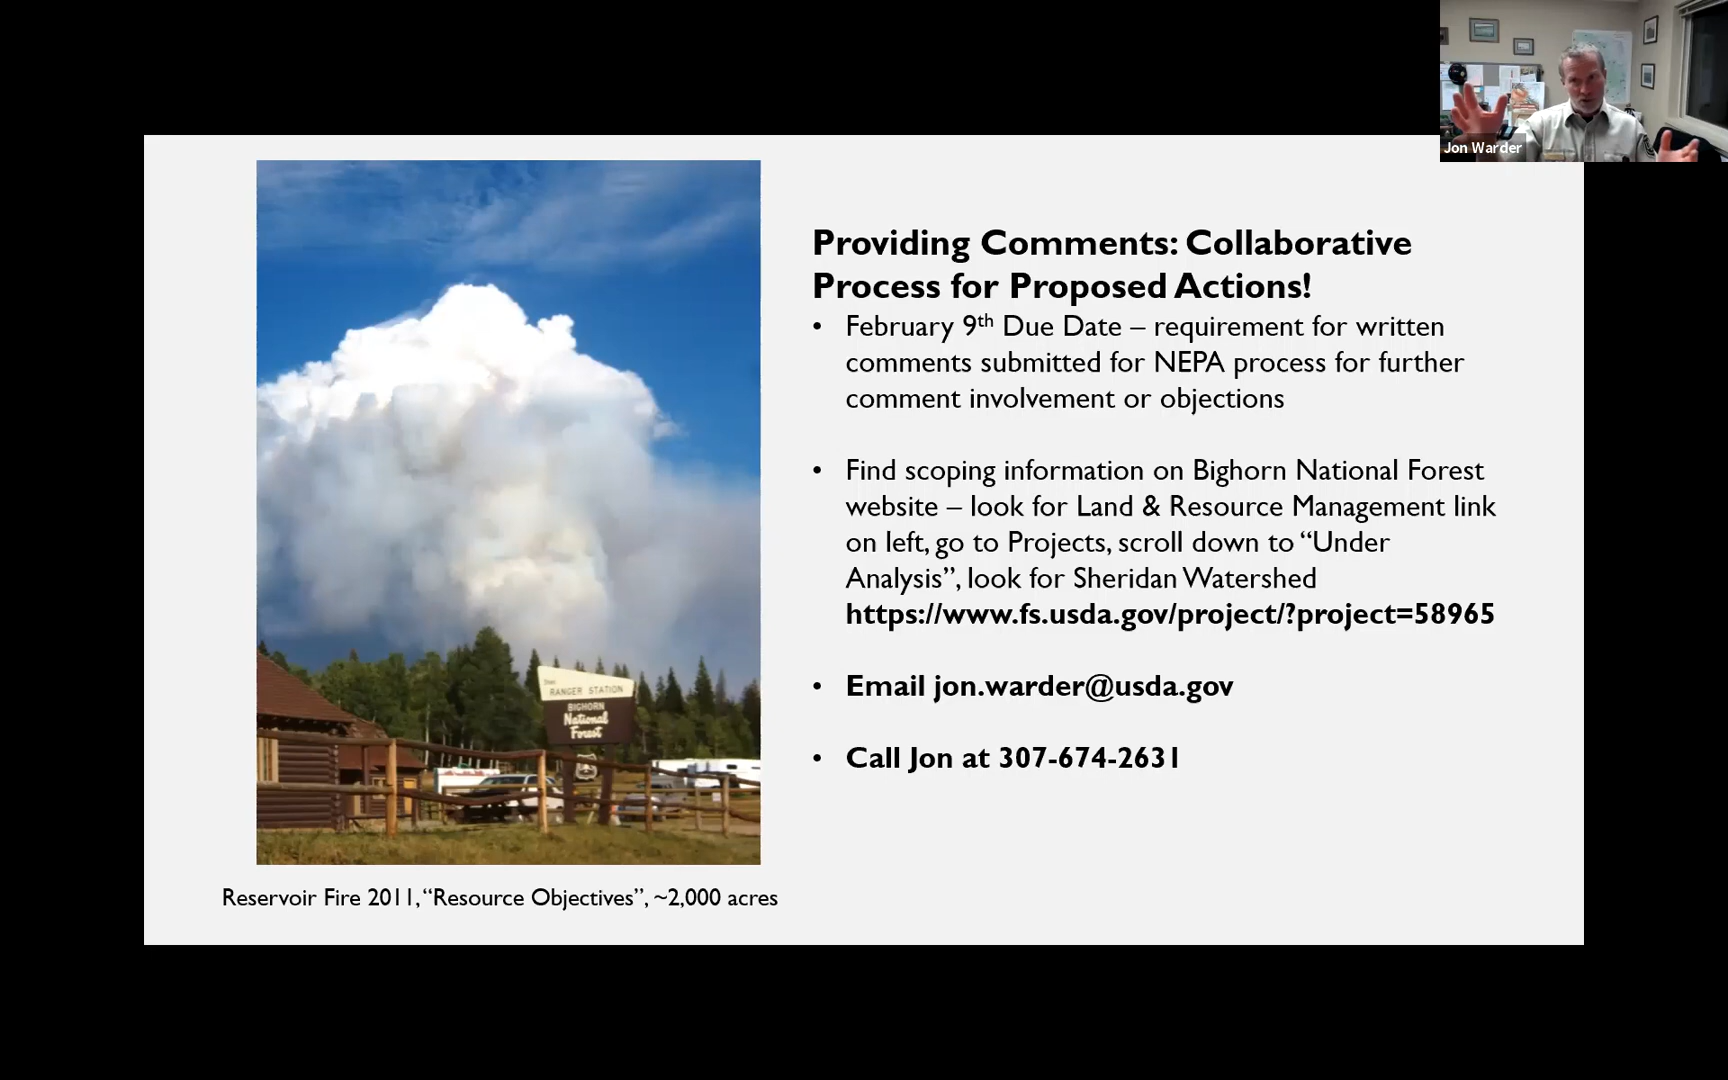 Jon Warder
Providing Comments: Collaborative
Process for Proposed Actions!
• February 9th Due Date – requirement for written
comments submitted for NEPA process for further
comment involvement or objections
• Find scoping information on Bighorn National Forest
website – look for Land & Resource Management link
on left, go to Projects, scroll down to “Under
Analysis”, look for Sheridan Watershed
https://www.fs.usda.gov/project/?project=58965
• Email jon.warder@usda.gov
• Call Jon at 307-674-2631
RANGER STATION
BIGHORN
National
Forest
Reservoir Fire 2011, “Resource Objectives”, ~2,000 acres